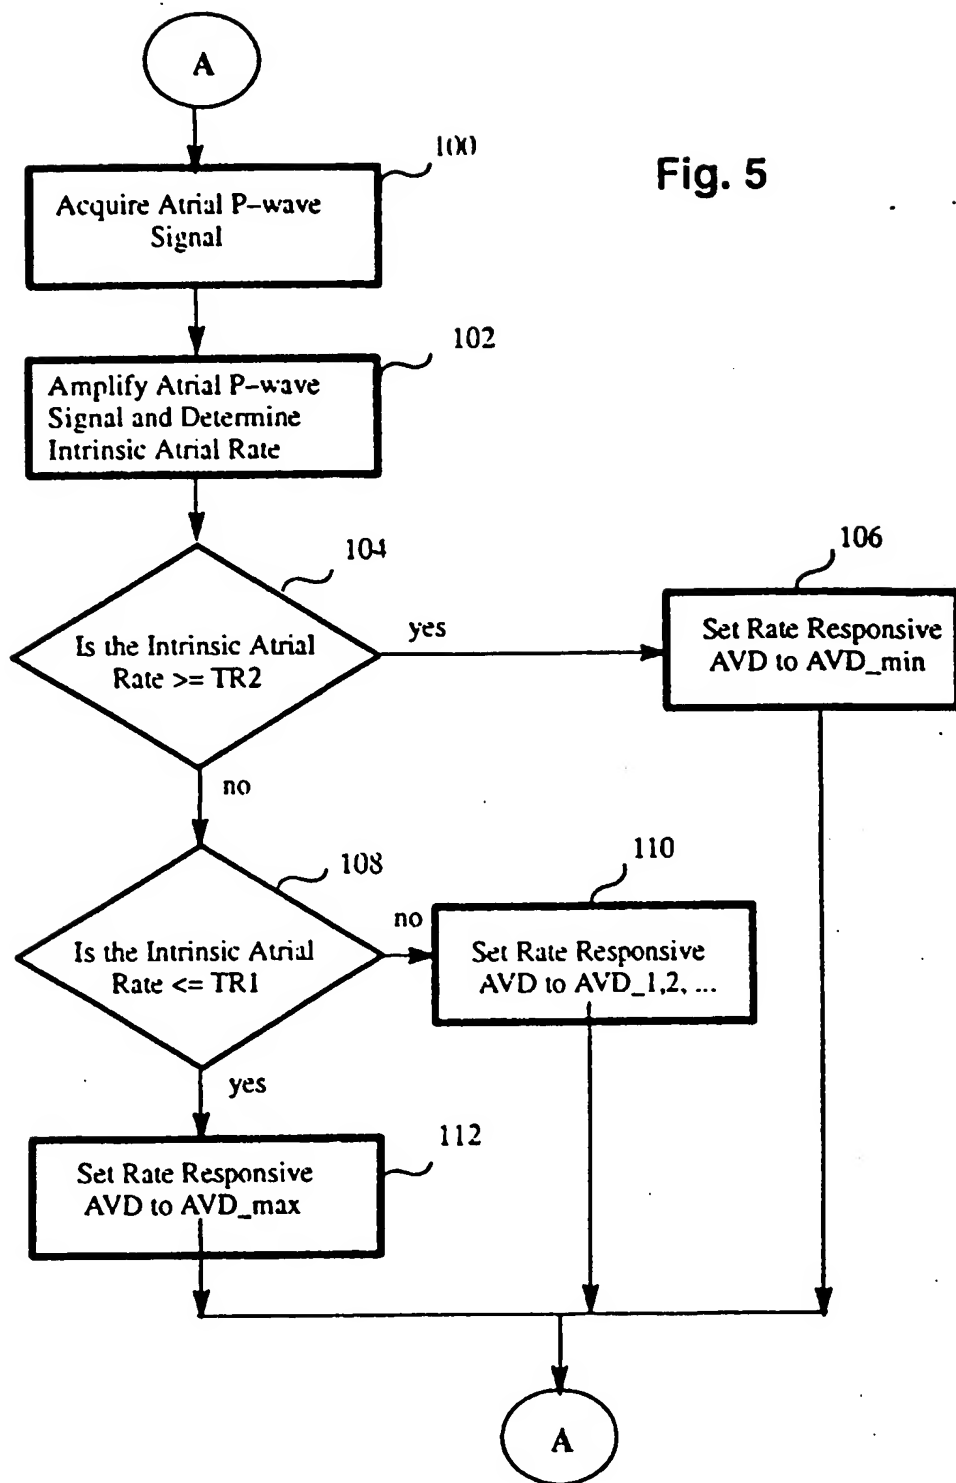 A
100
Fig. 5
Acquire Atrial P-wave
Signal
102
Amplify Atrial P-wave
Signal and Determine
Intrinsic Atrial Rate
104
Is the Intrinsic Atrial
Rate >= TR2
yes
106
Set Rate Responsive
AVD to AVD_min
no
108
Is the Intrinsic Atrial
Rate <= TR1
no
110
Set Rate Responsive
AVD to AVD_1,2, ...
yes
112
Set Rate Responsive
AVD to AVD_max
A